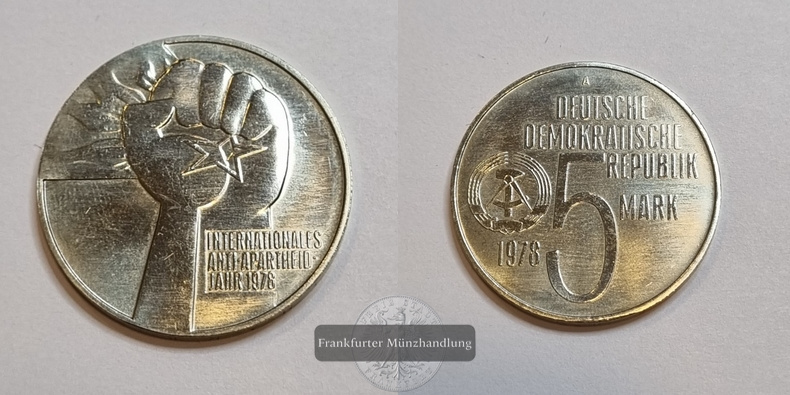 INTERNATIONALES
ANTI-APARTHEID-
JAHR 1978
A
DEUTSCHE
DEMOKRATISCHE
REPUBLIK
5
MARK
1978
Frankfurter Münzhandlung